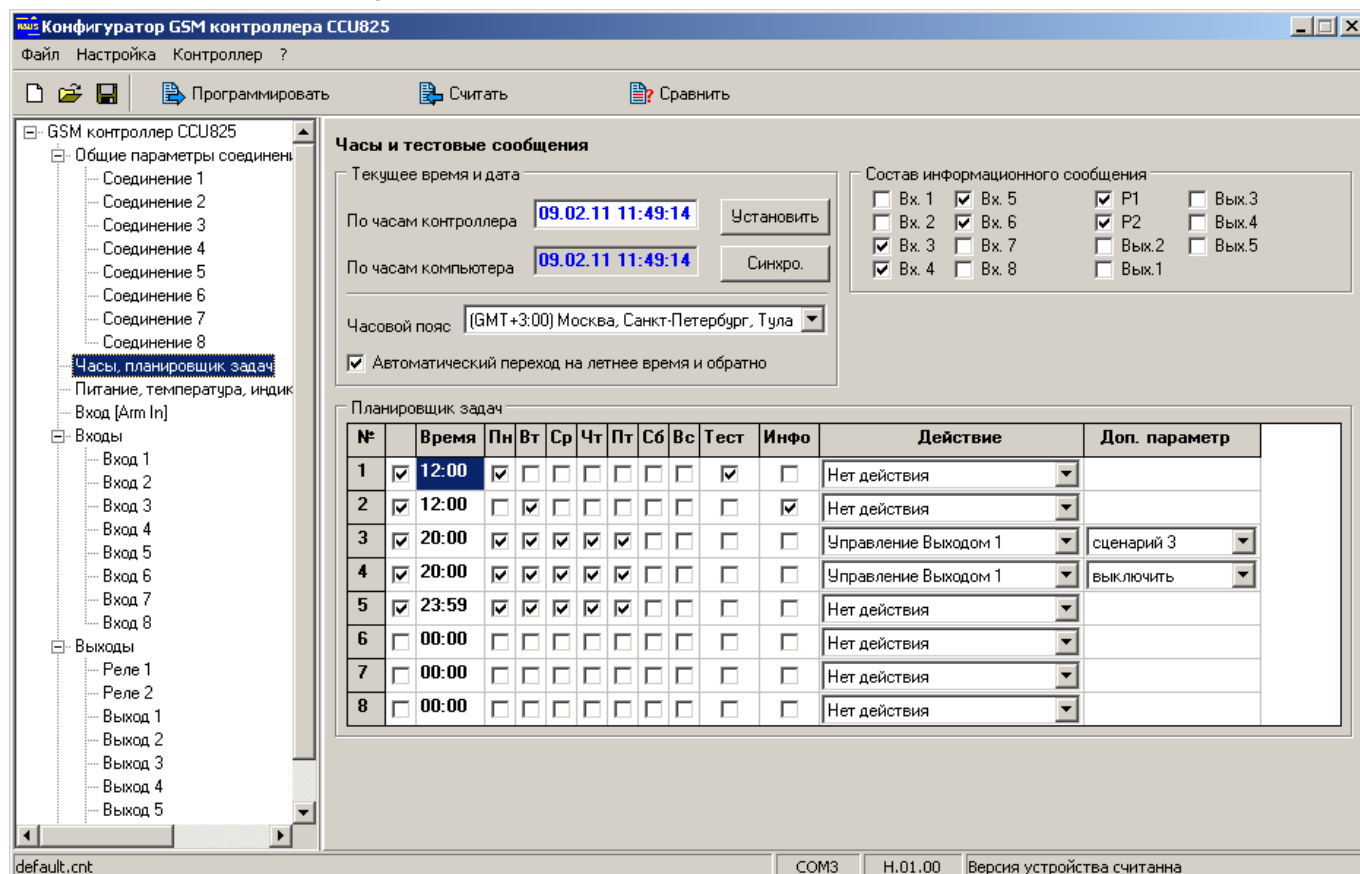 Конфигуратор GSM контроллера CCU825
Файл Настройка Контроллер ?
Программировать Считать Сравнить
GSM контроллер CCU825
Общие параметры соединени
Соединение 1
Соединение 2
Соединение 3
Соединение 4
Соединение 5
Соединение 6
Соединение 7
Соединение 8
Часы, планировщик задач
Питание, температура, индик
Вход [Arm In]
Входы
Вход 1
Вход 2
Вход 3
Вход 4
Вход 5
Вход 6
Вход 7
Вход 8
Выходы
Реле 1
Реле 2
Выход 1
Выход 2
Выход 3
Выход 4
Выход 5
Часы и тестовые сообщения
Текущее время и дата
По часам контроллера 09.02.11 11:49:14 Установить
По часам компьютера 09.02.11 11:49:14 Синхро.
Часовой пояс (GMT+3:00) Москва, Санкт-Петербург, Тула
Автоматический переход на летнее время и обратно
Состав информационного сообщения
Вх. 1 Вх. 5 Р1 Вых.3
Вх. 2 Вх. 6 Р2 Вых.4
Вх. 3 Вх. 7 Вых.2 Вых.5
Вх. 4 Вх. 8 Вых.1
Планировщик задач
№ Время Пн Вт Ср Чт Пт Сб Вс Тест Инфо Действие Доп. параметр
1 12:00 Нет действия
2 12:00 Нет действия
3 20:00 Управление Выходом 1 сценарий 3
4 20:00 Управление Выходом 1 выключить
5 23:59 Нет действия
6 00:00 Нет действия
7 00:00 Нет действия
8 00:00 Нет действия
default.cnt COM3 H.01.00 Версия устройства считанна